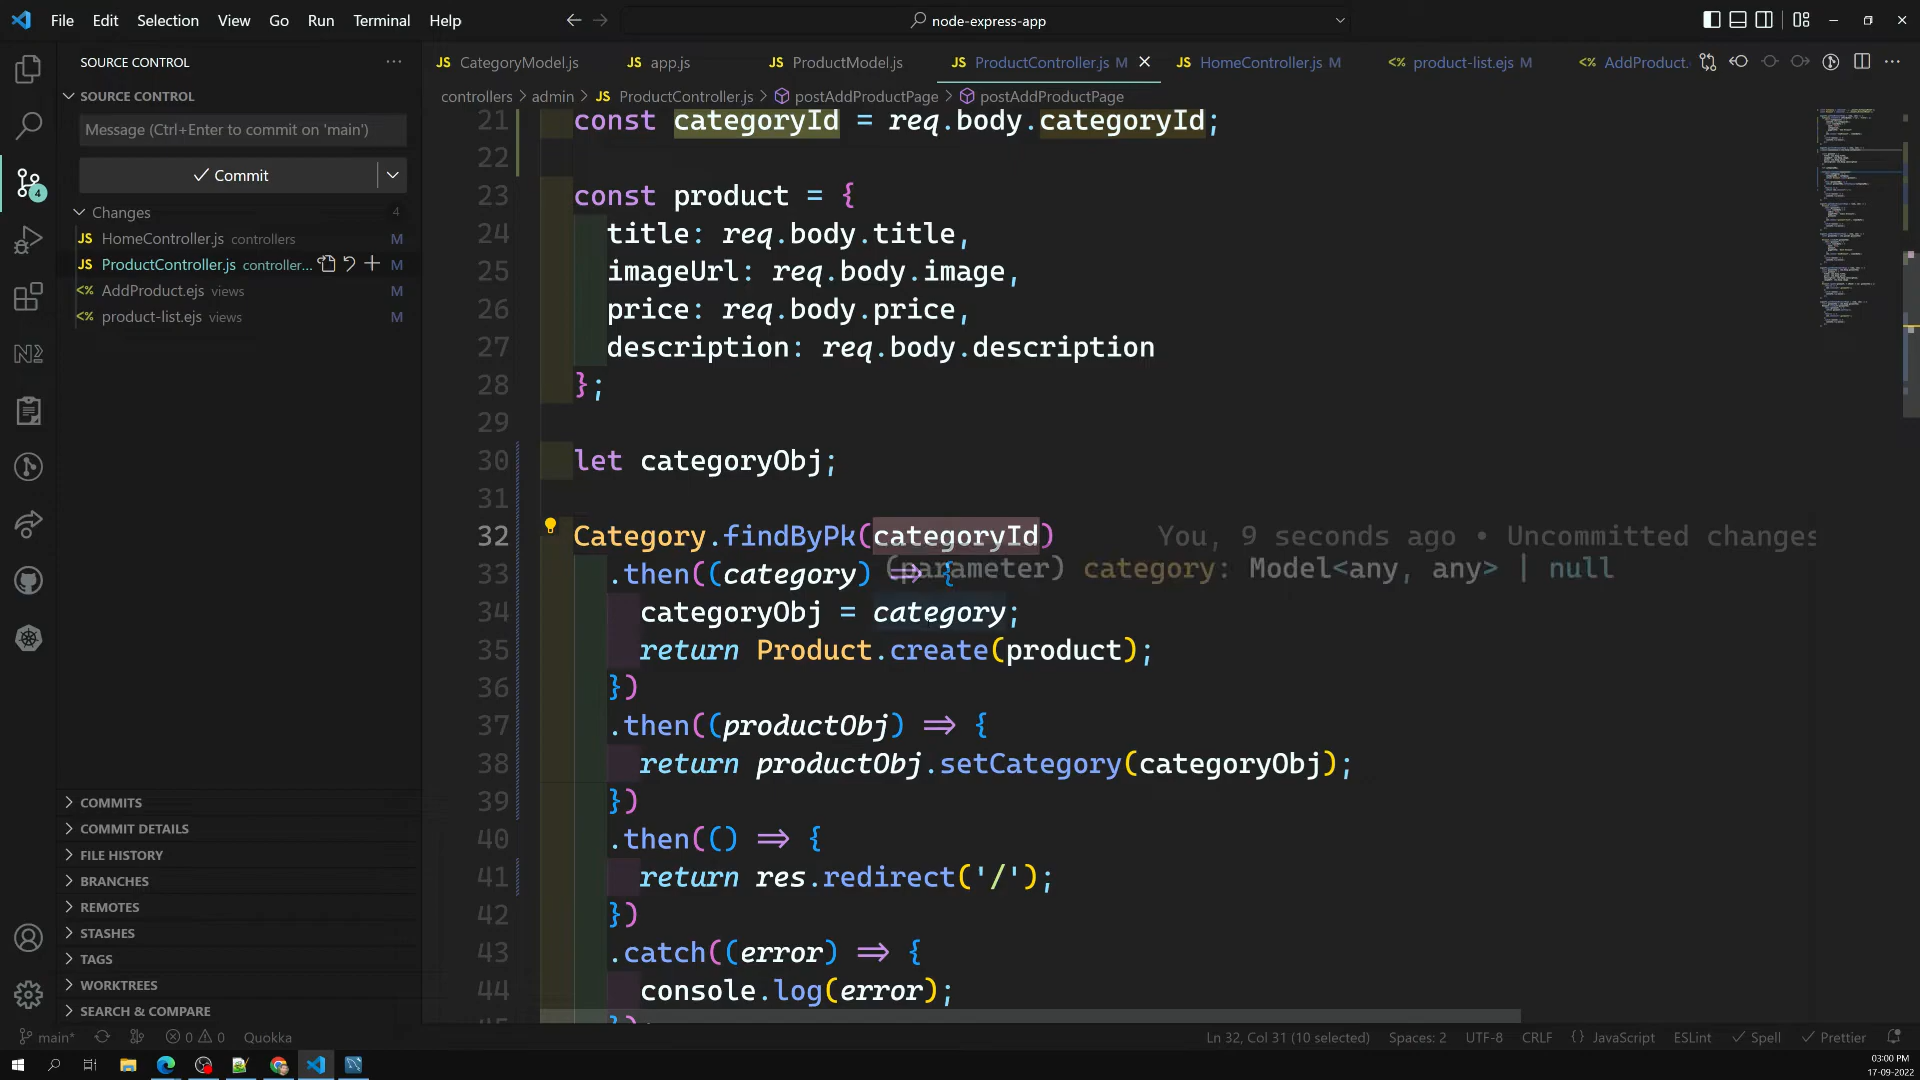 File Edit Selection View Go Run Terminal Help
node-express-app
SOURCE CONTROL
SOURCE CONTROL
Message (Ctrl+Enter to commit on 'main')
Commit
Changes 4
JS HomeController.js controllers M
JS ProductController.js controller... M
<> AddProduct.ejs views M
<> product-list.ejs views M
4
COMMITS
COMMIT DETAILS
FILE HISTORY
BRANCHES
REMOTES
STASHES
TAGS
WORKTREES
SEARCH & COMPARE
JS CategoryModel.js JS app.js JS ProductModel.js JS ProductController.js M JS HomeController.js M <> product-list.ejs M <> AddProduct.
controllers > admin > JS ProductController.js > postAddProductPage > postAddProductPage
21 const categoryId = req.body.categoryId;
22
23 const product = {
24 title: req.body.title,
25 imageUrl: req.body.image,
26 price: req.body.price,
27 description: req.body.description
28 };
29
30 let categoryObj;
31
32 Category.findByPk(categoryId) You, 9 seconds ago • Uncommitted changes
(parameter) category: Model<any, any> | null
33 .then((category) => {
34 categoryObj = category;
35 return Product.create(product);
36 })
37 .then((productObj) => {
38 return productObj.setCategory(categoryObj);
39 })
40 .then(() => {
41 return res.redirect('/');
42 })
43 .catch((error) => {
44 console.log(error);
main* 0 0 Quokka Ln 32, Col 31 (10 selected) Spaces: 2 UTF-8 CRLF {} JavaScript ESLint Spell Prettier
03:00 PM
17-09-2022